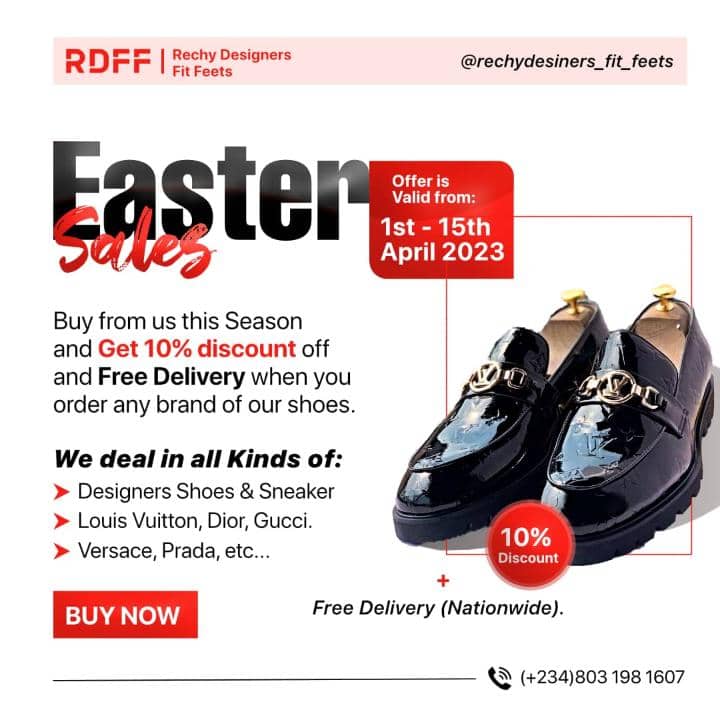 RDFF | Rechy Designers
Fit Feets
@rechydesiners_fit_feets
Easter
Sales
Offer is
Valid from:
1st - 15th
April 2023
Buy from us this Season
and Get 10% discount off
and Free Delivery when you
order any brand of our shoes.
We deal in all Kinds of:
Designers Shoes & Sneaker
Louis Vuitton, Dior, Gucci.
Versace, Prada, etc...
10%
Discount
+
Free Delivery (Nationwide).
BUY NOW
(+234)803 198 1607